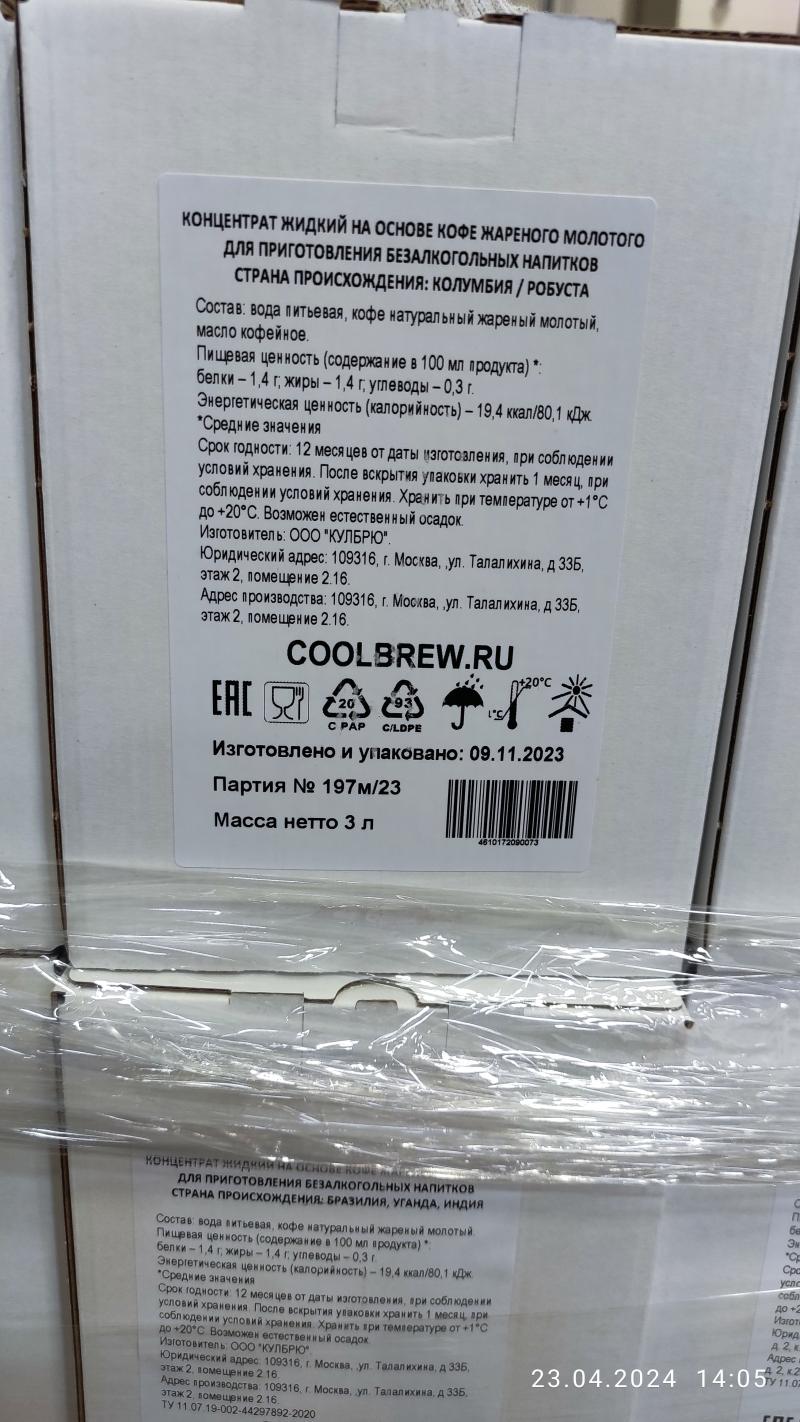 КОНЦЕНТРАТ ЖИДКИЙ НА ОСНОВЕ КОФЕ ЖАРЕНОГО МОЛОТОГО
ДЛЯ ПРИГОТОВЛЕНИЯ БЕЗАЛКОГОЛЬНЫХ НАПИТКОВ
СТРАНА ПРОИСХОЖДЕНИЯ: КОЛУМБИЯ / РОБУСТА
Состав: вода питьевая, кофе натуральный жареный молотый,
масло кофейное.
Пищевая ценность (содержание в 100 мл продукта) *:
белки – 1,4 г; жиры – 1,4 г; углеводы – 0,3 г.
Энергетическая ценность (калорийность) – 19,4 ккал/80,1 кДж.
*Средние значения
Срок годности: 12 месяцев от даты изготовления, при соблюдении
условий хранения. После вскрытия упаковки хранить 1 месяц, при
соблюдении условий хранения. Хранить при температуре от +1°С
до +20°С. Возможен естественный осадок.
Изготовитель: ООО "КУЛБРЮ".
Юридический адрес: 109316, г. Москва, ,ул. Талалихина, д 33Б,
этаж 2, помещение 2.16.
Адрес производства: 109316, г. Москва, ,ул. Талалихина, д 33Б,
этаж 2, помещение 2.16.
COOLBREW.RU
ЕАС 20 93 1°C +20°C
C PAP C/LDPE
Изготовлено и упаковано: 09.11.2023
Партия № 197м/23
Масса нетто 3 л
4610172090073
КОНЦЕНТРАТ ЖИДКИЙ НА ОСНОВЕ КОФЕ
ДЛЯ ПРИГОТОВЛЕНИЯ БЕЗАЛКОГОЛЬНЫХ НАПИТКОВ
СТРАНА ПРОИСХОЖДЕНИЯ: БРАЗИЛИЯ, УГАНДА, ИНДИЯ
Состав: вода питьевая, кофе натуральный жареный молотый.
Пищевая ценность (содержание в 100 мл продукта) *:
белки – 1,4 г; жиры – 1,4 г; углеводы – 0,3 г.
Энергетическая ценность (калорийность) – 19,4 ккал/80,1 кДж.
*Средние значения
Срок годности: 12 месяцев от даты изготовления, при соблюдении
условий хранения. После вскрытия упаковки хранить 1 месяц, при
соблюдении условий хранения. Хранить при температуре от +1°С
до +20°С. Возможен естественный осадок.
Изготовитель: ООО "КУЛБРЮ".
Юридический адрес: 109316, г. Москва, ,ул. Талалихина, д 33Б,
этаж 2, помещение 2.16.
Адрес производства: 109316, г. Москва, ,ул. Талалихина, д 33Б,
этаж 2, помещение 2.16.
ТУ 11.07.19-002-44297892-2020
23.04.2024 14:05